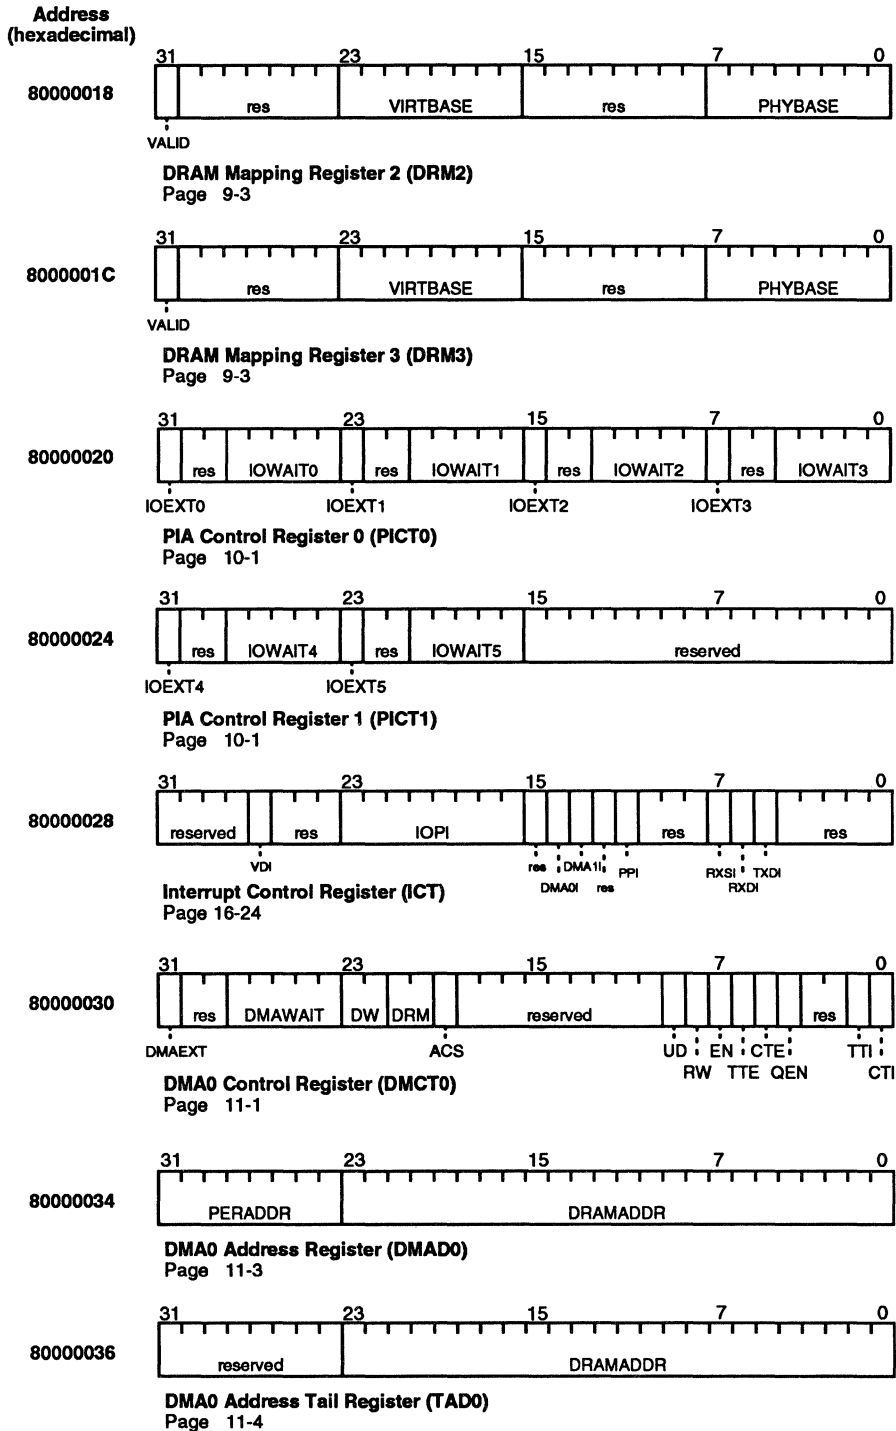 Address
(hexadecimal)
31 23 15 7 0
80000018
res VIRTBASE res PHYBASE
VALID
DRAM Mapping Register 2 (DRM2)
Page 9-3
31 23 15 7 0
8000001C
res VIRTBASE res PHYBASE
VALID
DRAM Mapping Register 3 (DRM3)
Page 9-3
31 23 15 7 0
80000020
res IOWAIT0 res IOWAIT1 res IOWAIT2 res IOWAIT3
IOEXT0 IOEXT1 IOEXT2 IOEXT3
PIA Control Register 0 (PICT0)
Page 10-1
31 23 15 7 0
80000024
res IOWAIT4 res IOWAIT5 reserved
IOEXT4 IOEXT5
PIA Control Register 1 (PICT1)
Page 10-1
31 23 15 7 0
80000028
reserved res IOPI res res
VDI res DMA1I PPI RXSI TXDI
DMA0I res RXDI
Interrupt Control Register (ICT)
Page 16-24
31 23 15 7 0
80000030
res DMAWAIT DW DRM reserved res
DMAEXT ACS UD EN CTE TTI
RW TTE QEN CTI
DMA0 Control Register (DMCT0)
Page 11-1
31 23 15 7 0
80000034
PERADDR DRAMADDR
DMA0 Address Register (DMAD0)
Page 11-3
31 23 15 7 0
80000036
reserved DRAMADDR
DMA0 Address Tail Register (TAD0)
Page 11-4